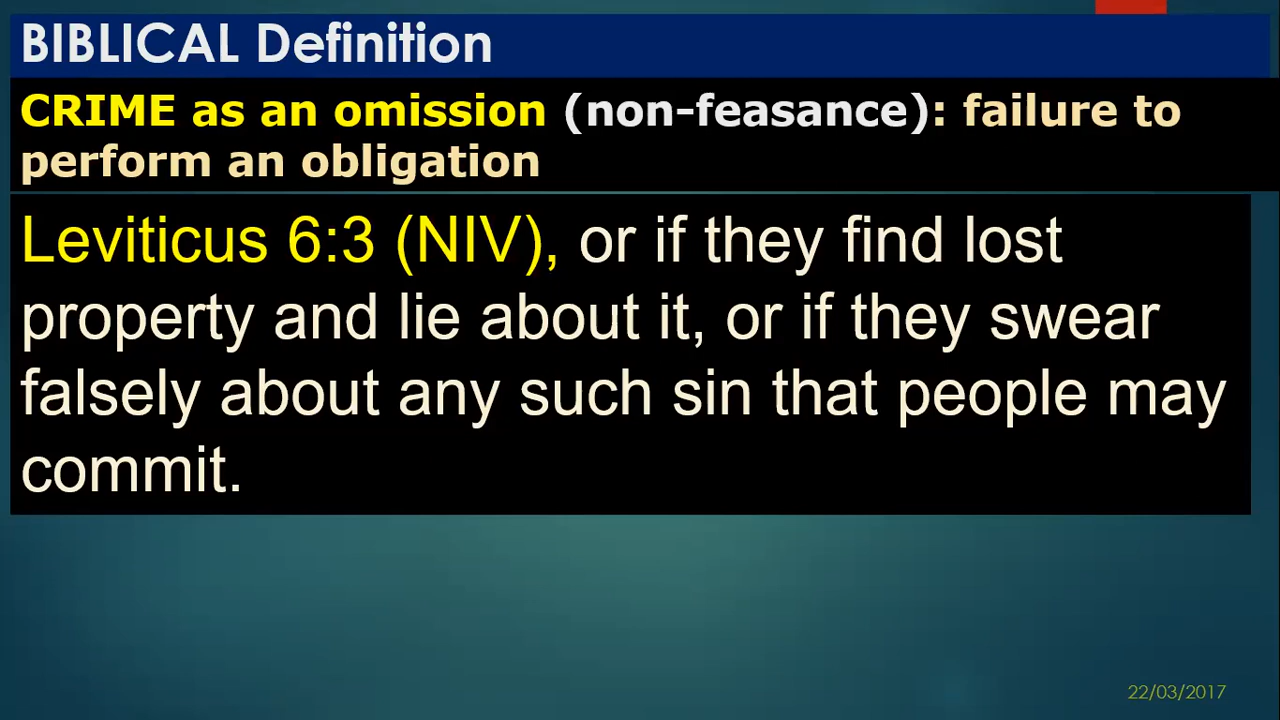 BIBLICAL Definition
CRIME as an omission (non-feasance): failure to
perform an obligation
Leviticus 6:3 (NIV), or if they find lost
property and lie about it, or if they swear
falsely about any such sin that people may
commit.
22/03/2017